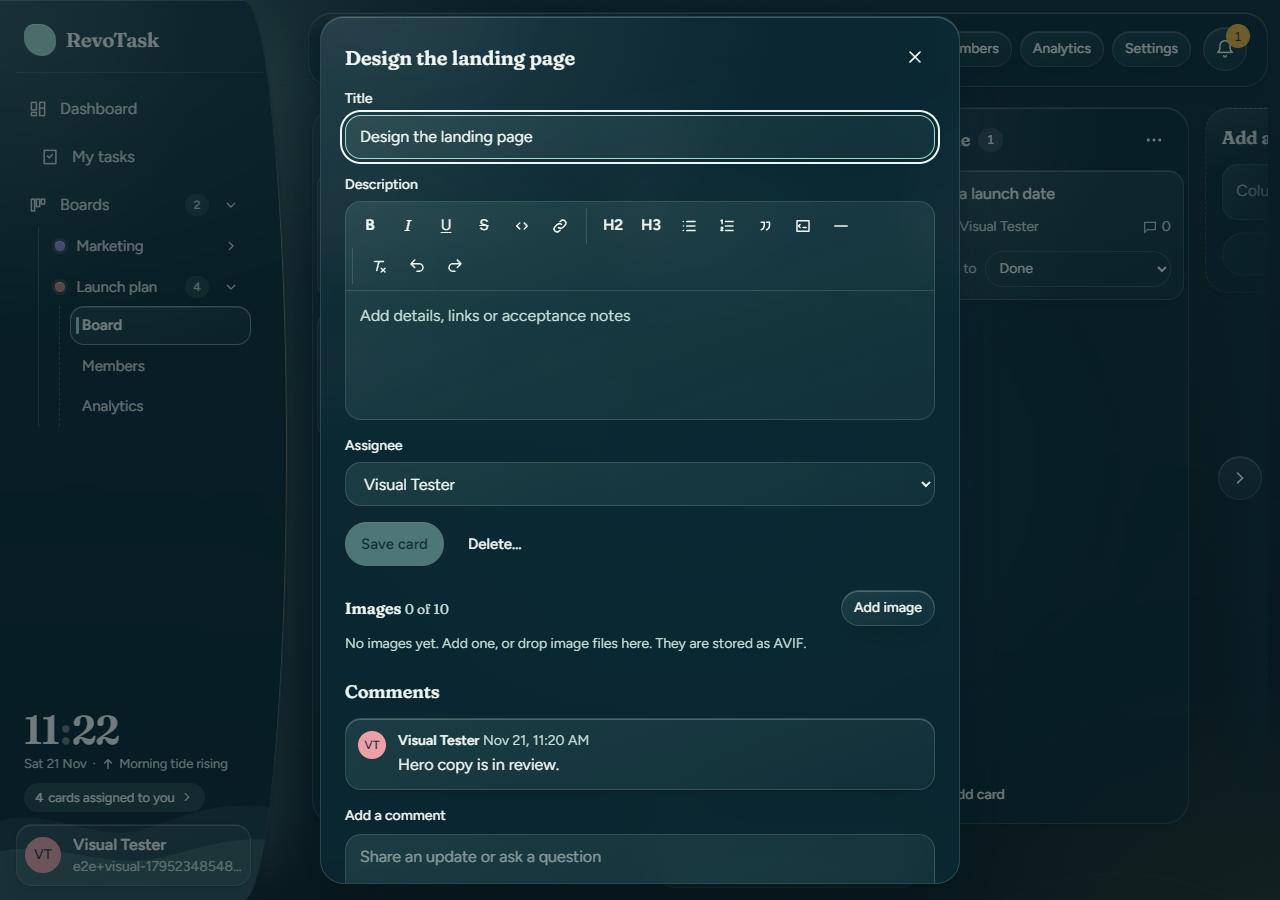 RevoTask
Dashboard
My tasks
Boards 2
Marketing
Launch plan 4
Board
Members
Analytics
11:22
Sat 21 Nov · ↑ Morning tide rising
4 cards assigned to you
VT
Visual Tester
e2e+visual-17952348548…
Design the landing page
Title
Design the landing page
Description
B I U S H2 H3
Add details, links or acceptance notes
Assignee
Visual Tester
Save card Delete…
Images 0 of 10 Add image
No images yet. Add one, or drop image files here. They are stored as AVIF.
Comments
VT
Visual Tester Nov 21, 11:20 AM
Hero copy is in review.
Add a comment
Share an update or ask a question
Analytics
Settings
1
1
a launch date
Visual Tester 0
to Done
card
Add